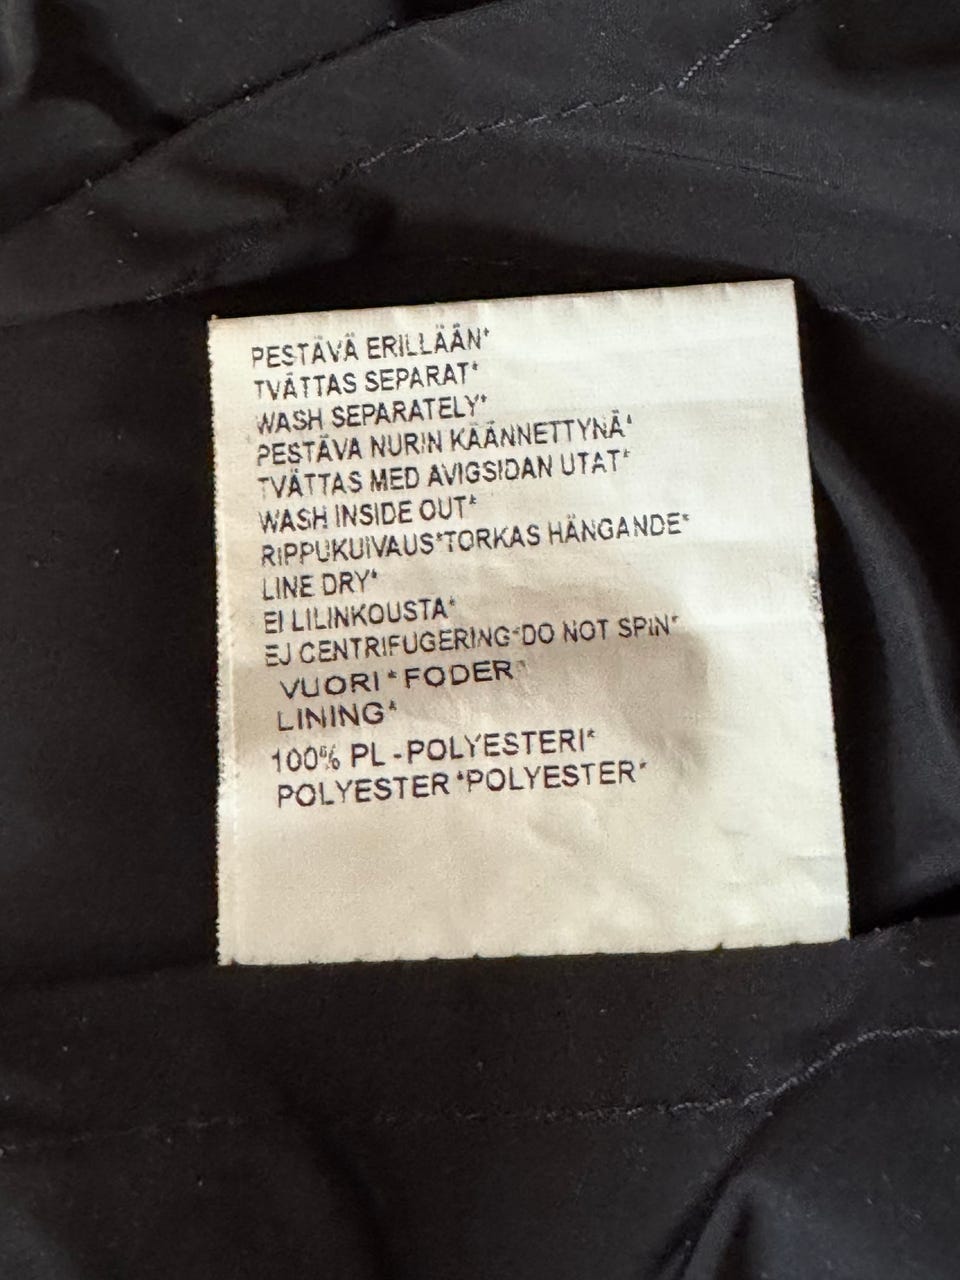 PESTÄVÄ ERILLÄÄN*
TVÄTTAS SEPARAT*
WASH SEPARATELY*
PESTÄVA NURIN KÄÄNNETTYNÄ*
TVÄTTAS MED AVIGSIDAN UTAT*
WASH INSIDE OUT*
RIPPUKUIVAUS*TORKAS HÄNGANDE*
LINE DRY*
EI LILINKOUSTA*
EJ CENTRIFUGERING*DO NOT SPIN*
VUORI*FODER*
LINING*
100% PL-POLYESTERI*
POLYESTER*POLYESTER*